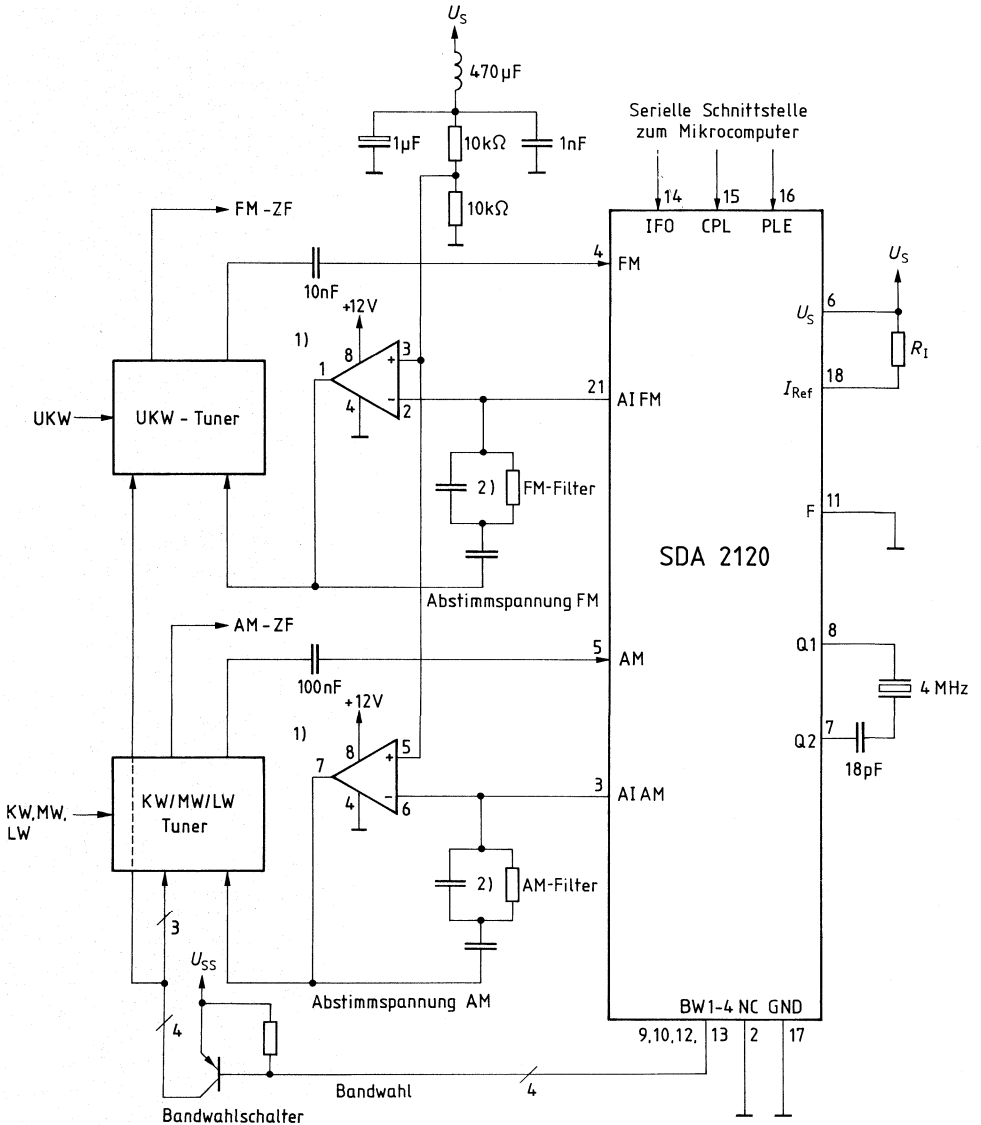 U_S
470µF
Serielle Schnittstelle
zum Mikrocomputer
1µF
10kΩ
1nF
14
15
16
10kΩ
FM-ZF
IFO CPL PLE
4
FM
U_S
10nF
6
+12V
U_S
1)
8
3
R_I
+
1
18
21
I_Ref
UKW
UKW-Tuner
4
-
2
AI FM
2)
FM-Filter
11
F
SDA 2120
Abstimmspannung FM
AM-ZF
8
5
Q1
AM
100nF
4 MHz
+12V
7
1)
8
5
Q2
+
7
18pF
KW,MW,
LW
KW/MW/LW
Tuner
3
4
-
6
AI AM
2)
AM-Filter
3
U_SS
Abstimmspannung AM
BW1-4 NC GND
4
9,10,12,
13
2
17
Bandwahl
4
Bandwahlschalter